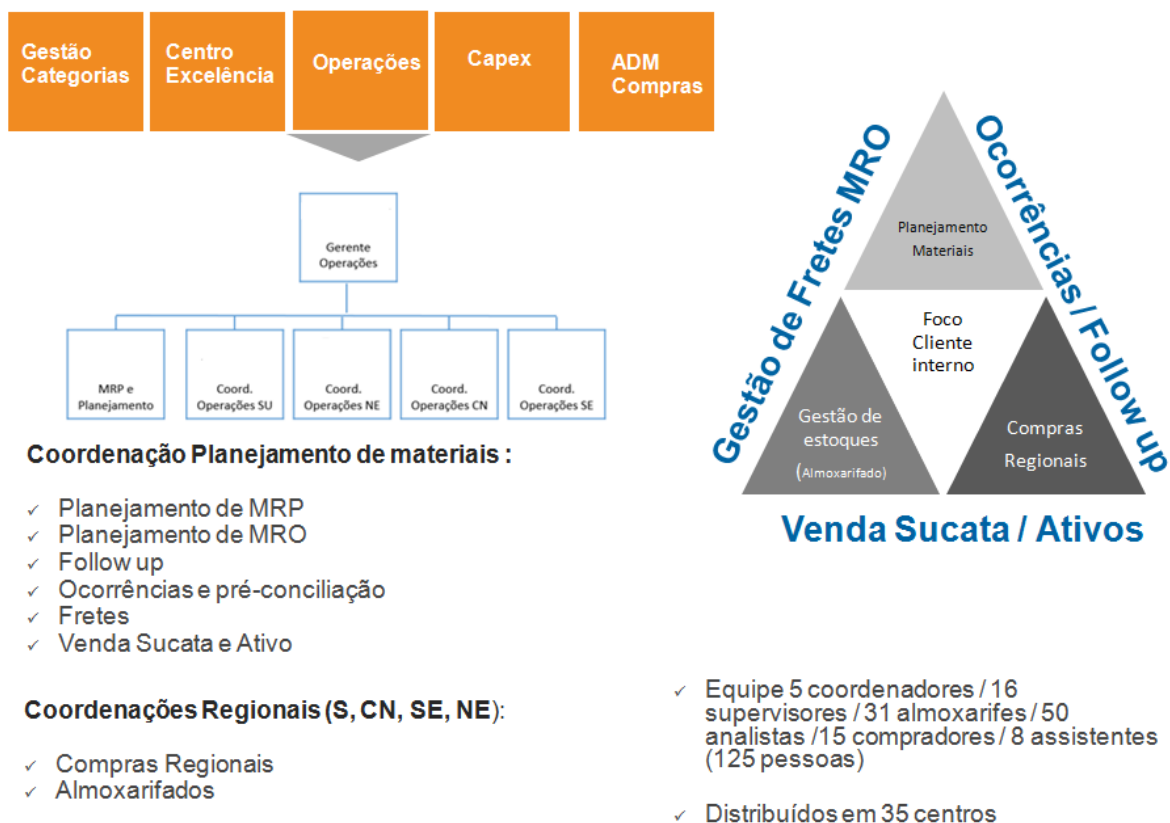 Gestão
Categorias
Centro
Excelência
Operações
Capex
ADM
Compras
Gerente
Operações
MRP e
Planejamento
Coord.
Operações SU
Coord.
Operações NE
Coord.
Operações CN
Coord.
Operações SE
Gestão de Fretes MRO
Ocorrências / Follow up
Planejamento
Materiais
Foco
Cliente
interno
Gestão de
estoques
(Almoxarifado)
Compras
Regionais
Venda Sucata / Ativos
Coordenação Planejamento de materiais :
✓ Planejamento de MRP
✓ Planejamento de MRO
✓ Follow up
✓ Ocorrências e pré-conciliação
✓ Fretes
✓ Venda Sucata e Ativo
Coordenações Regionais (S, CN, SE, NE):
✓ Compras Regionais
✓ Almoxarifados
✓ Equipe 5 coordenadores / 16
supervisores / 31 almoxarifes / 50
analistas /15 compradores / 8 assistentes
(125 pessoas)
✓ Distribuídos em 35 centros